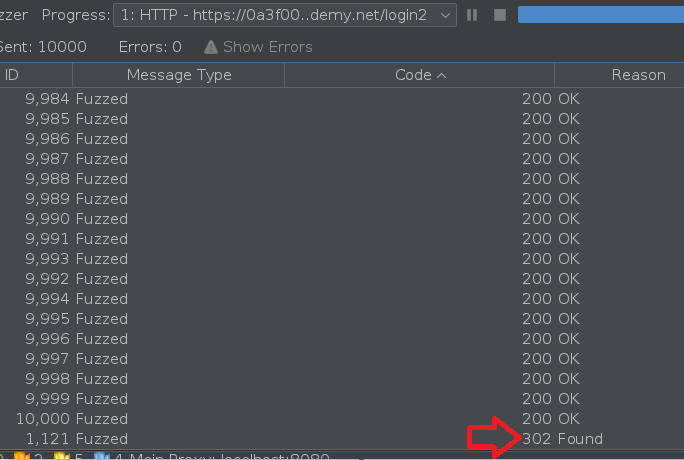 zzer Progress: 1: HTTP - https://0a3f00..demy.net/login2
Sent: 10000 Errors: 0 Show Errors
ID Message Type Code Reason
9,984 Fuzzed 200 OK
9,985 Fuzzed 200 OK
9,986 Fuzzed 200 OK
9,987 Fuzzed 200 OK
9,988 Fuzzed 200 OK
9,989 Fuzzed 200 OK
9,990 Fuzzed 200 OK
9,991 Fuzzed 200 OK
9,993 Fuzzed 200 OK
9,992 Fuzzed 200 OK
9,994 Fuzzed 200 OK
9,995 Fuzzed 200 OK
9,996 Fuzzed 200 OK
9,997 Fuzzed 200 OK
9,998 Fuzzed 200 OK
9,999 Fuzzed 200 OK
10,000 Fuzzed 200 OK
1,121 Fuzzed 302 Found
2 5 4 Main Proxy: localhost:8080